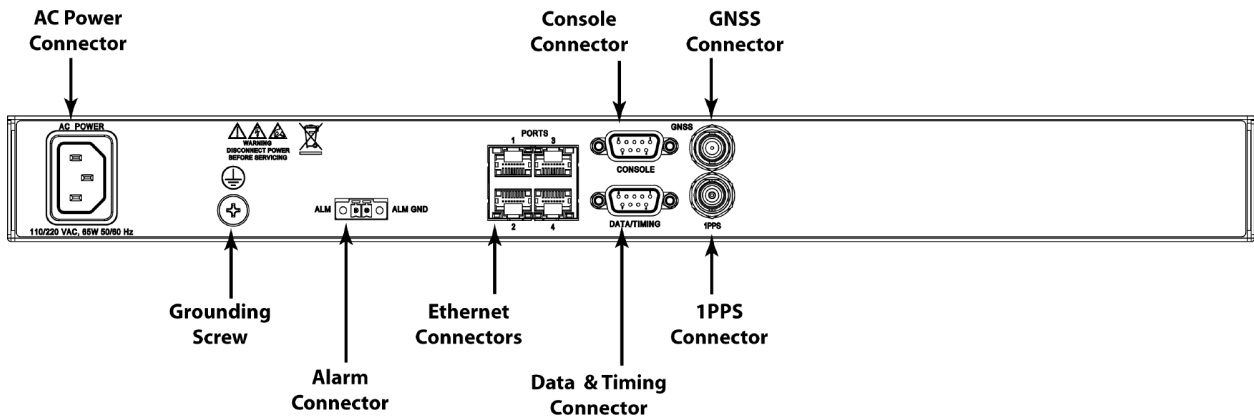 AC Power
Connector
Console
Connector
GNSS
Connector
AC POWER
WARNING
DISCONNECT POWER
BEFORE SERVICING
PORTS
1 3
2 4
CONSOLE
GNSS
ALM
ALM GND
DATA/TIMING
1PPS
110/220 VAC, 65W 50/60 Hz
Grounding
Screw
Alarm
Connector
Ethernet
Connectors
Data & Timing
Connector
1PPS
Connector